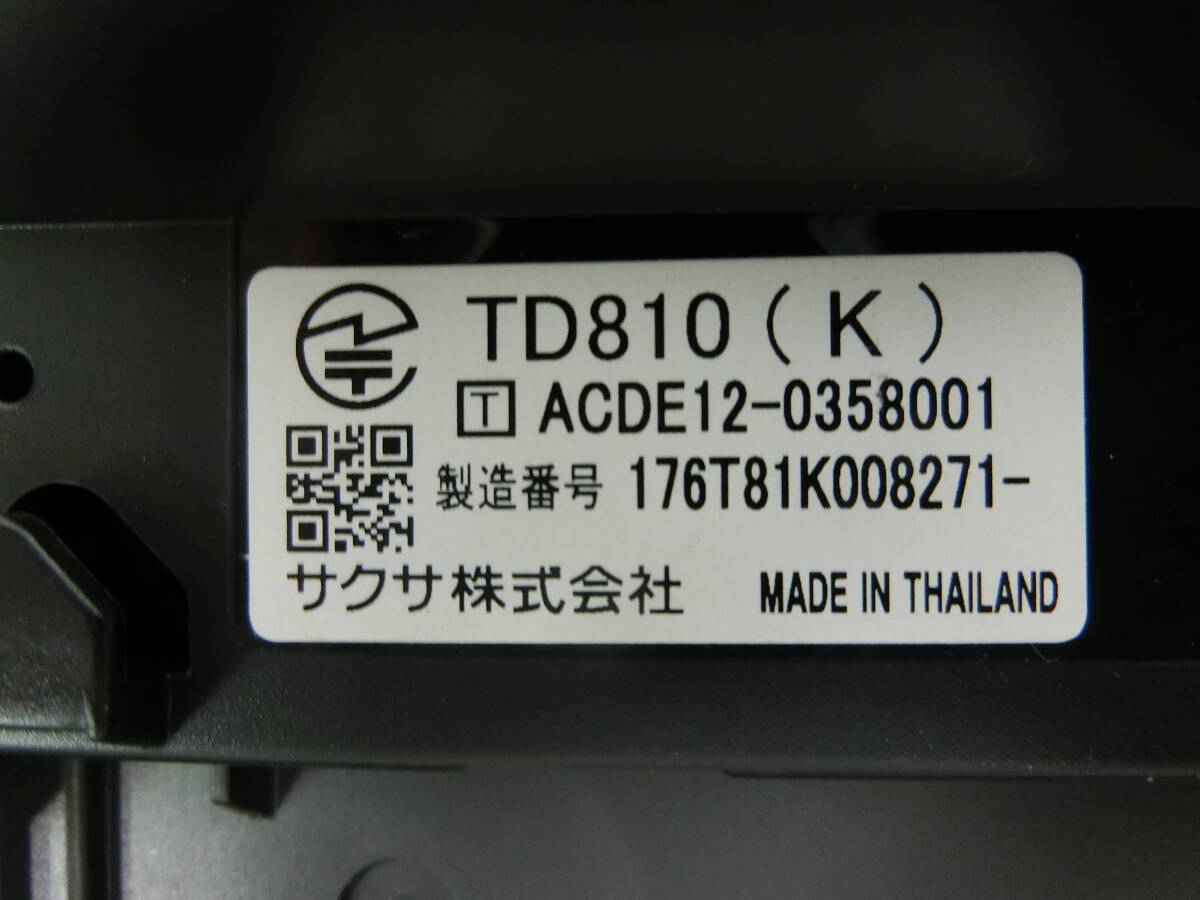 TD810(K)
T ACDE12-0358001
製造番号 176T81K008271-
サクサ株式会社 MADE IN THAILAND